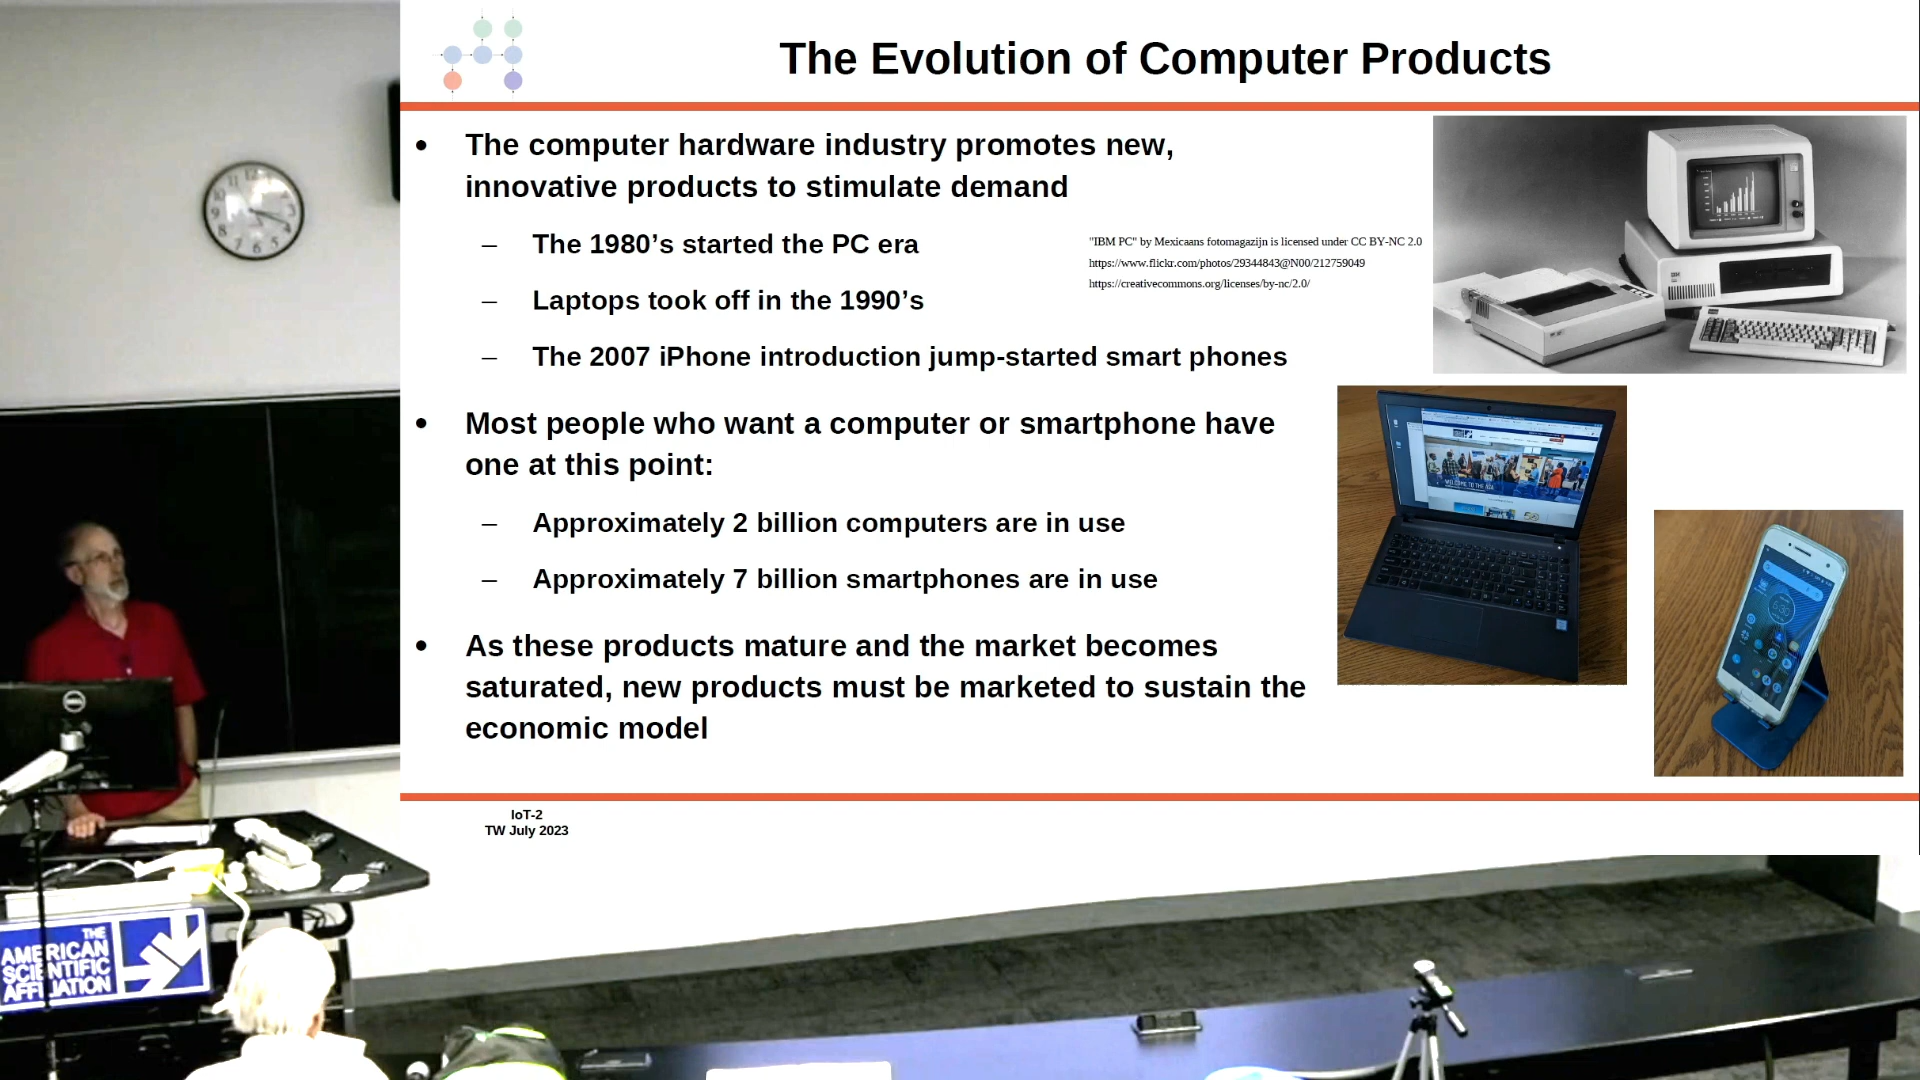 The Evolution of Computer Products
• The computer hardware industry promotes new,
innovative products to stimulate demand
– The 1980’s started the PC era
– Laptops took off in the 1990’s
– The 2007 iPhone introduction jump-started smart phones
"IBM PC" by Mexicaans fotomagazijn is licensed under CC BY-NC 2.0
https://www.flickr.com/photos/29344843@N00/212759049
https://creativecommons.org/licenses/by-nc/2.0/
• Most people who want a computer or smartphone have
one at this point:
– Approximately 2 billion computers are in use
– Approximately 7 billion smartphones are in use
• As these products mature and the market becomes
saturated, new products must be marketed to sustain the
economic model
IoT-2
TW July 2023
THE
AMERICAN
SCIENTIFIC
AFFILIATION